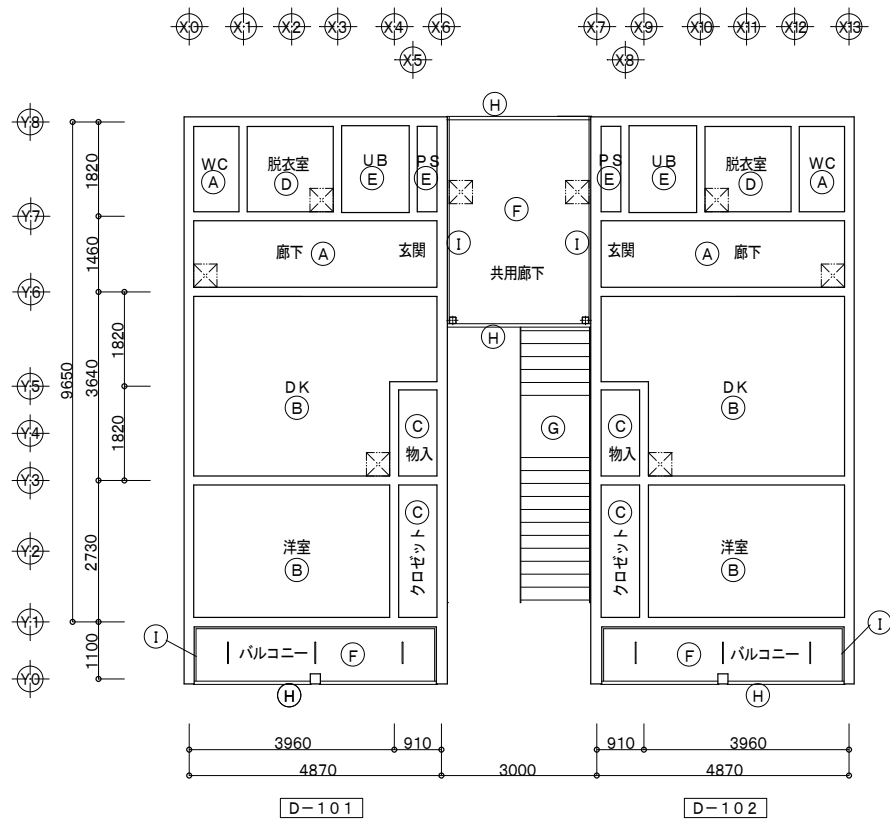 X0 X1 X2 X3 X4 X6 X7 X9 X10 X11 X12 X13
X5 X8
Y8
Y7
Y6
Y5
Y4
Y3
Y2
Y1
Y0
1820
1460
3640
2730
1100
9650
1820
1820
H
WC
A
脱衣室
D
UB
E
PS
E
F
共用廊下
I
I
H
PS
E
UB
E
脱衣室
D
WC
A
廊下 A 玄関
玄関 A 廊下
DK
B
C
物入
G
C
物入
DK
B
洋室
B
C
クロゼット
C
クロゼット
洋室
B
I
バルコニー F
H
F バルコニー
I
H
3960 910
4870
3000
910 3960
4870
D-101
D-102